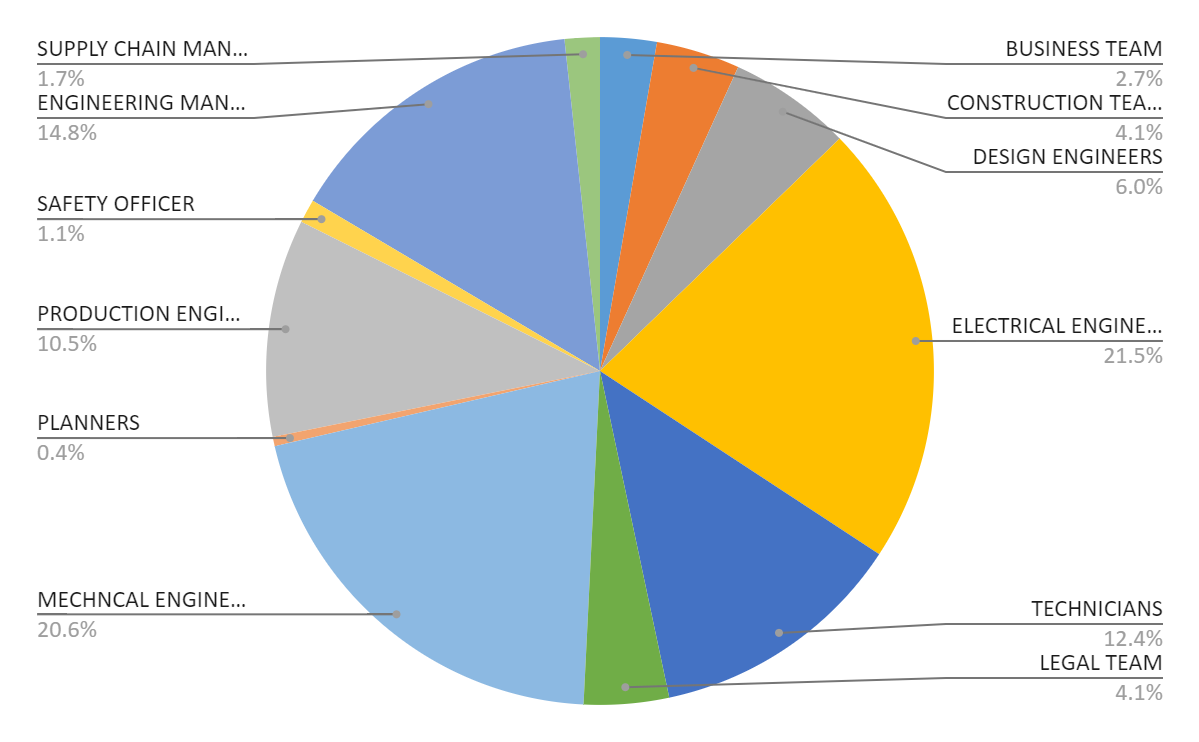 SUPPLY CHAIN MAN...
1.7%
ENGINEERING MAN...
14.8%
SAFETY OFFICER
1.1%
PRODUCTION ENGI...
10.5%
PLANNERS
0.4%
MECHNCAL ENGINE...
20.6%
BUSINESS TEAM
2.7%
CONSTRUCTION TEA...
4.1%
DESIGN ENGINEERS
6.0%
ELECTRICAL ENGINE...
21.5%
TECHNICIANS
12.4%
LEGAL TEAM
4.1%